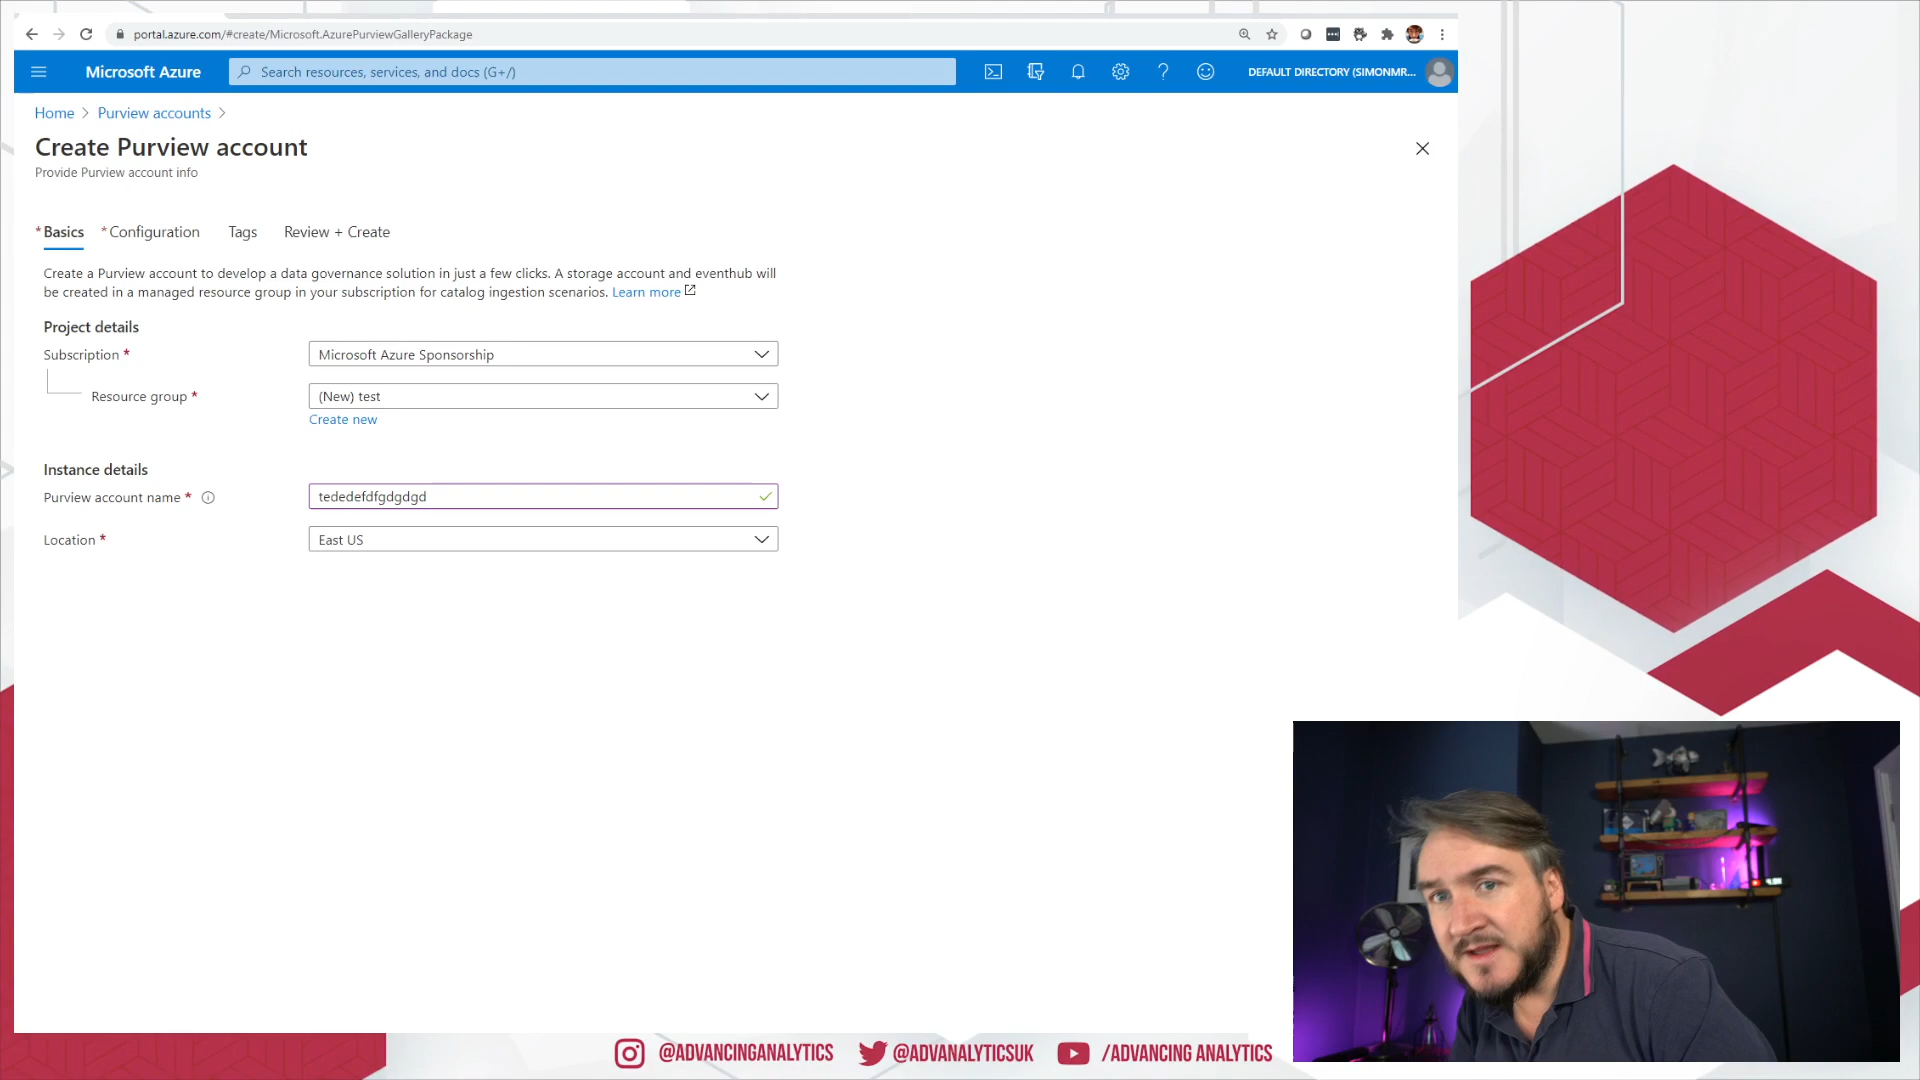 portal.azure.com/#create/Microsoft.AzurePurviewGalleryPackage
Microsoft Azure
Search resources, services, and docs (G+/)
DEFAULT DIRECTORY (SIMONMR...
Home > Purview accounts >
Create Purview account
Provide Purview account info
* Basics * Configuration Tags Review + Create
Create a Purview account to develop a data governance solution in just a few clicks. A storage account and eventhub will
be created in a managed resource group in your subscription for catalog ingestion scenarios. Learn more
Project details
Subscription * Microsoft Azure Sponsorship
Resource group * (New) test
Create new
Instance details
Purview account name * tededefdfgdgdgd
Location * East US
@ADVANCINGANALYTICS @ADVANALYTICSUK /ADVANCING ANALYTICS